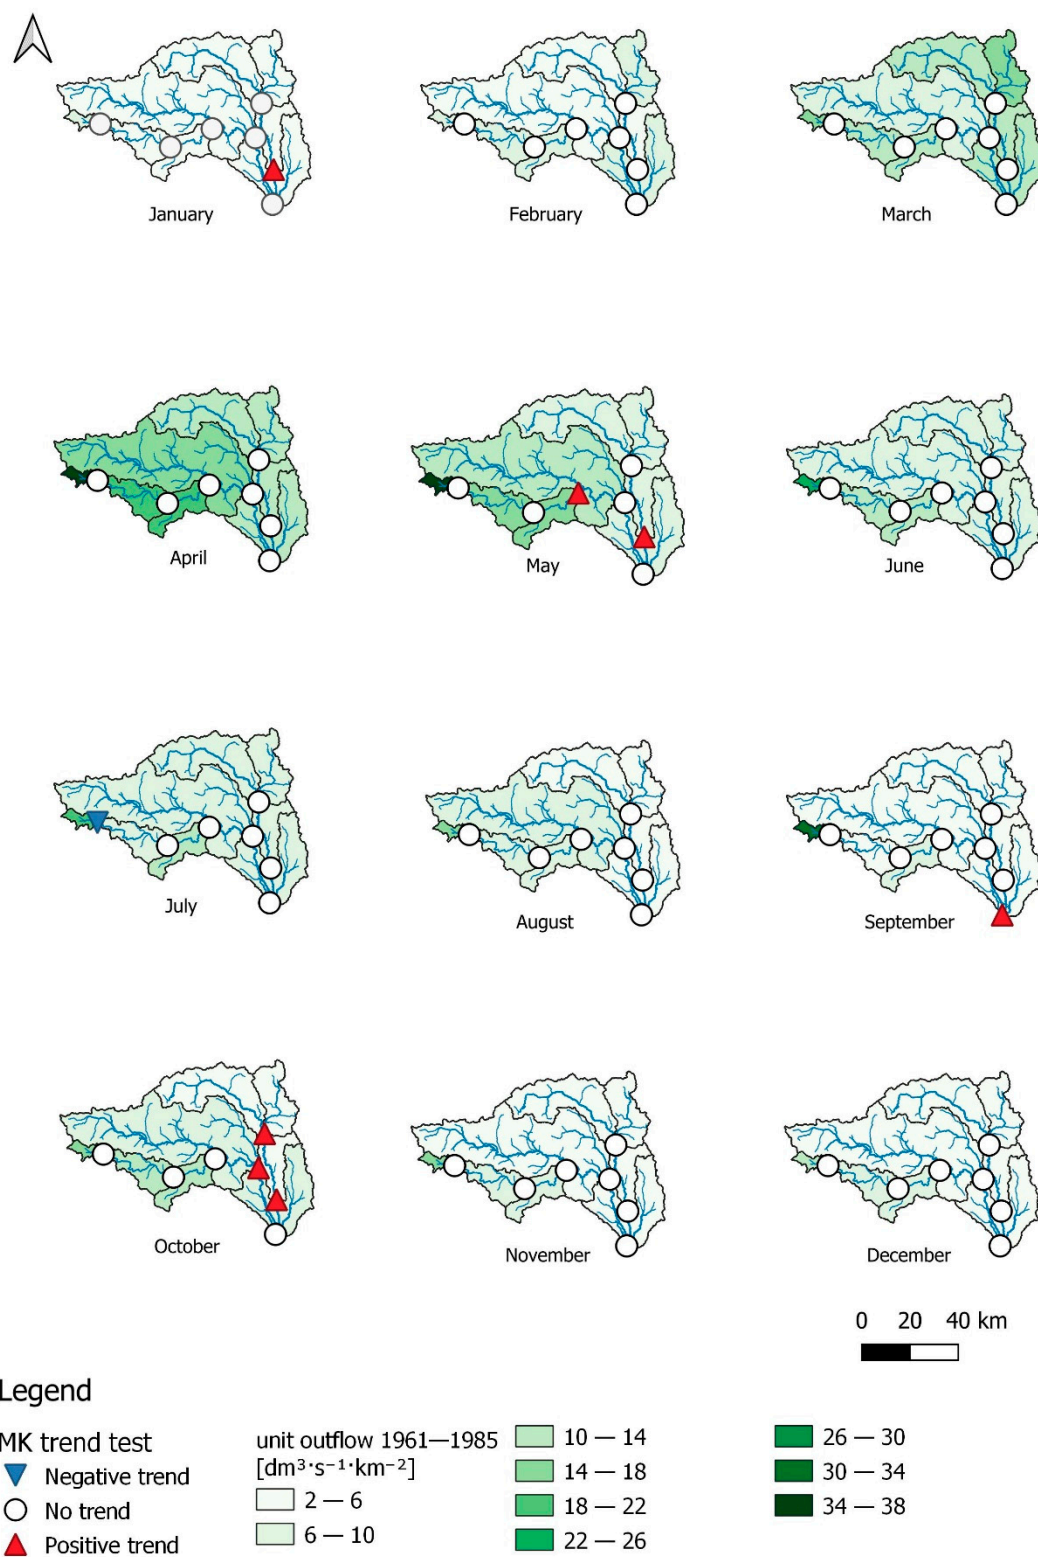 January
February
March
April
May
June
July
August
September
October
November
December
0 20 40 km
Legend
MK trend test
Negative trend
No trend
Positive trend
unit outflow 1961—1985
[dm³·s⁻¹·km⁻²]
2 — 6
6 — 10
10 — 14
14 — 18
18 — 22
22 — 26
26 — 30
30 — 34
34 — 38